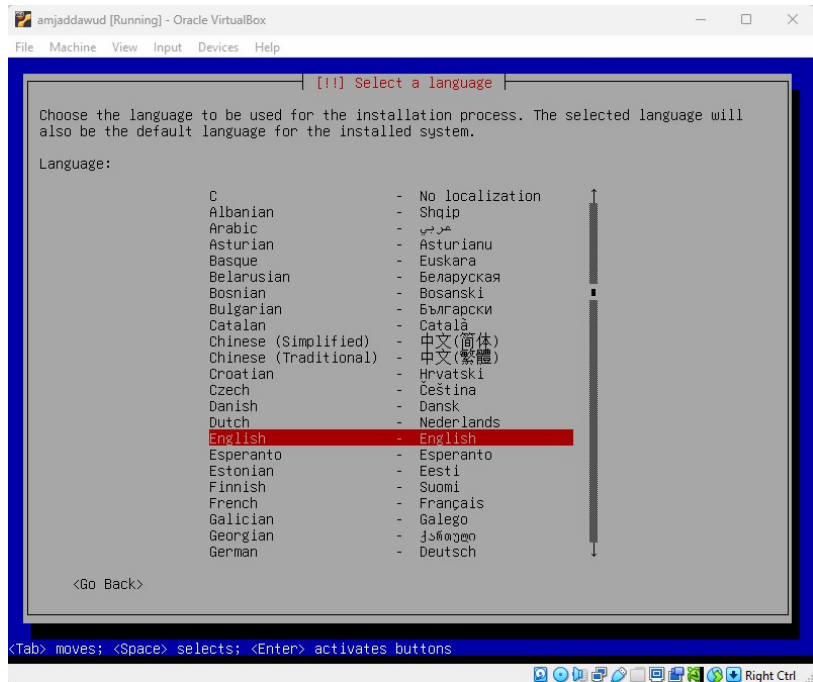 amjaddawud [Running] - Oracle VirtualBox
File Machine View Input Devices Help
[!!] Select a language
Choose the language to be used for the installation process. The selected language will
also be the default language for the installed system.
Language:
C - No localization
Albanian - Shqip
Arabic - عربي
Asturian - Asturianu
Basque - Euskara
Belarusian - Беларуская
Bosnian - Bosanski
Bulgarian - Български
Catalan - Català
Chinese (Simplified) - 中文(简体)
Chinese (Traditional) - 中文(繁體)
Croatian - Hrvatski
Czech - Čeština
Danish - Dansk
Dutch - Nederlands
English - English
Esperanto - Esperanto
Estonian - Eesti
Finnish - Suomi
French - Français
Galician - Galego
Georgian - ქართული
German - Deutsch
<Go Back>
<Tab> moves; <Space> selects; <Enter> activates buttons
Right Ctrl